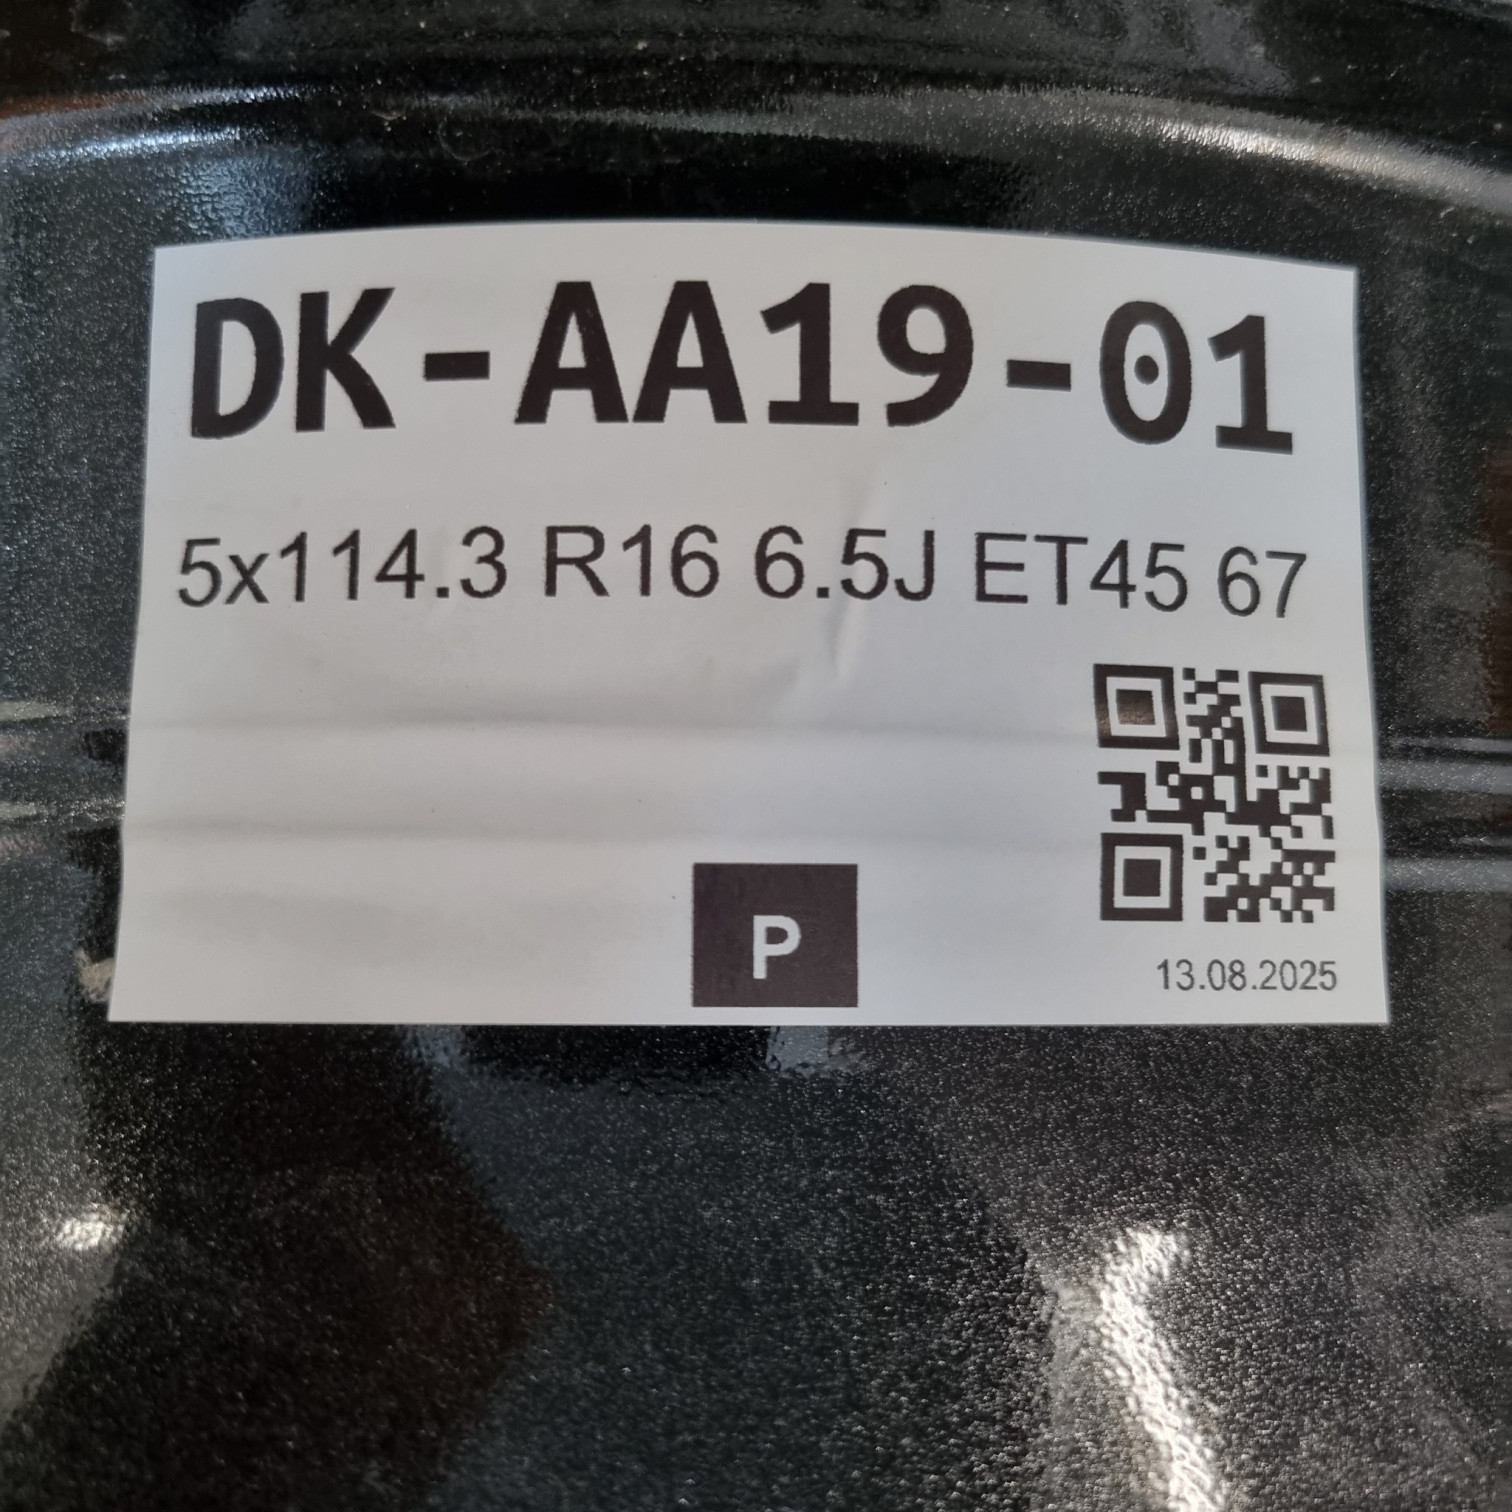 DK-AA19-01
5x114.3 R16 6.5J ET45 67
P
13.08.2025